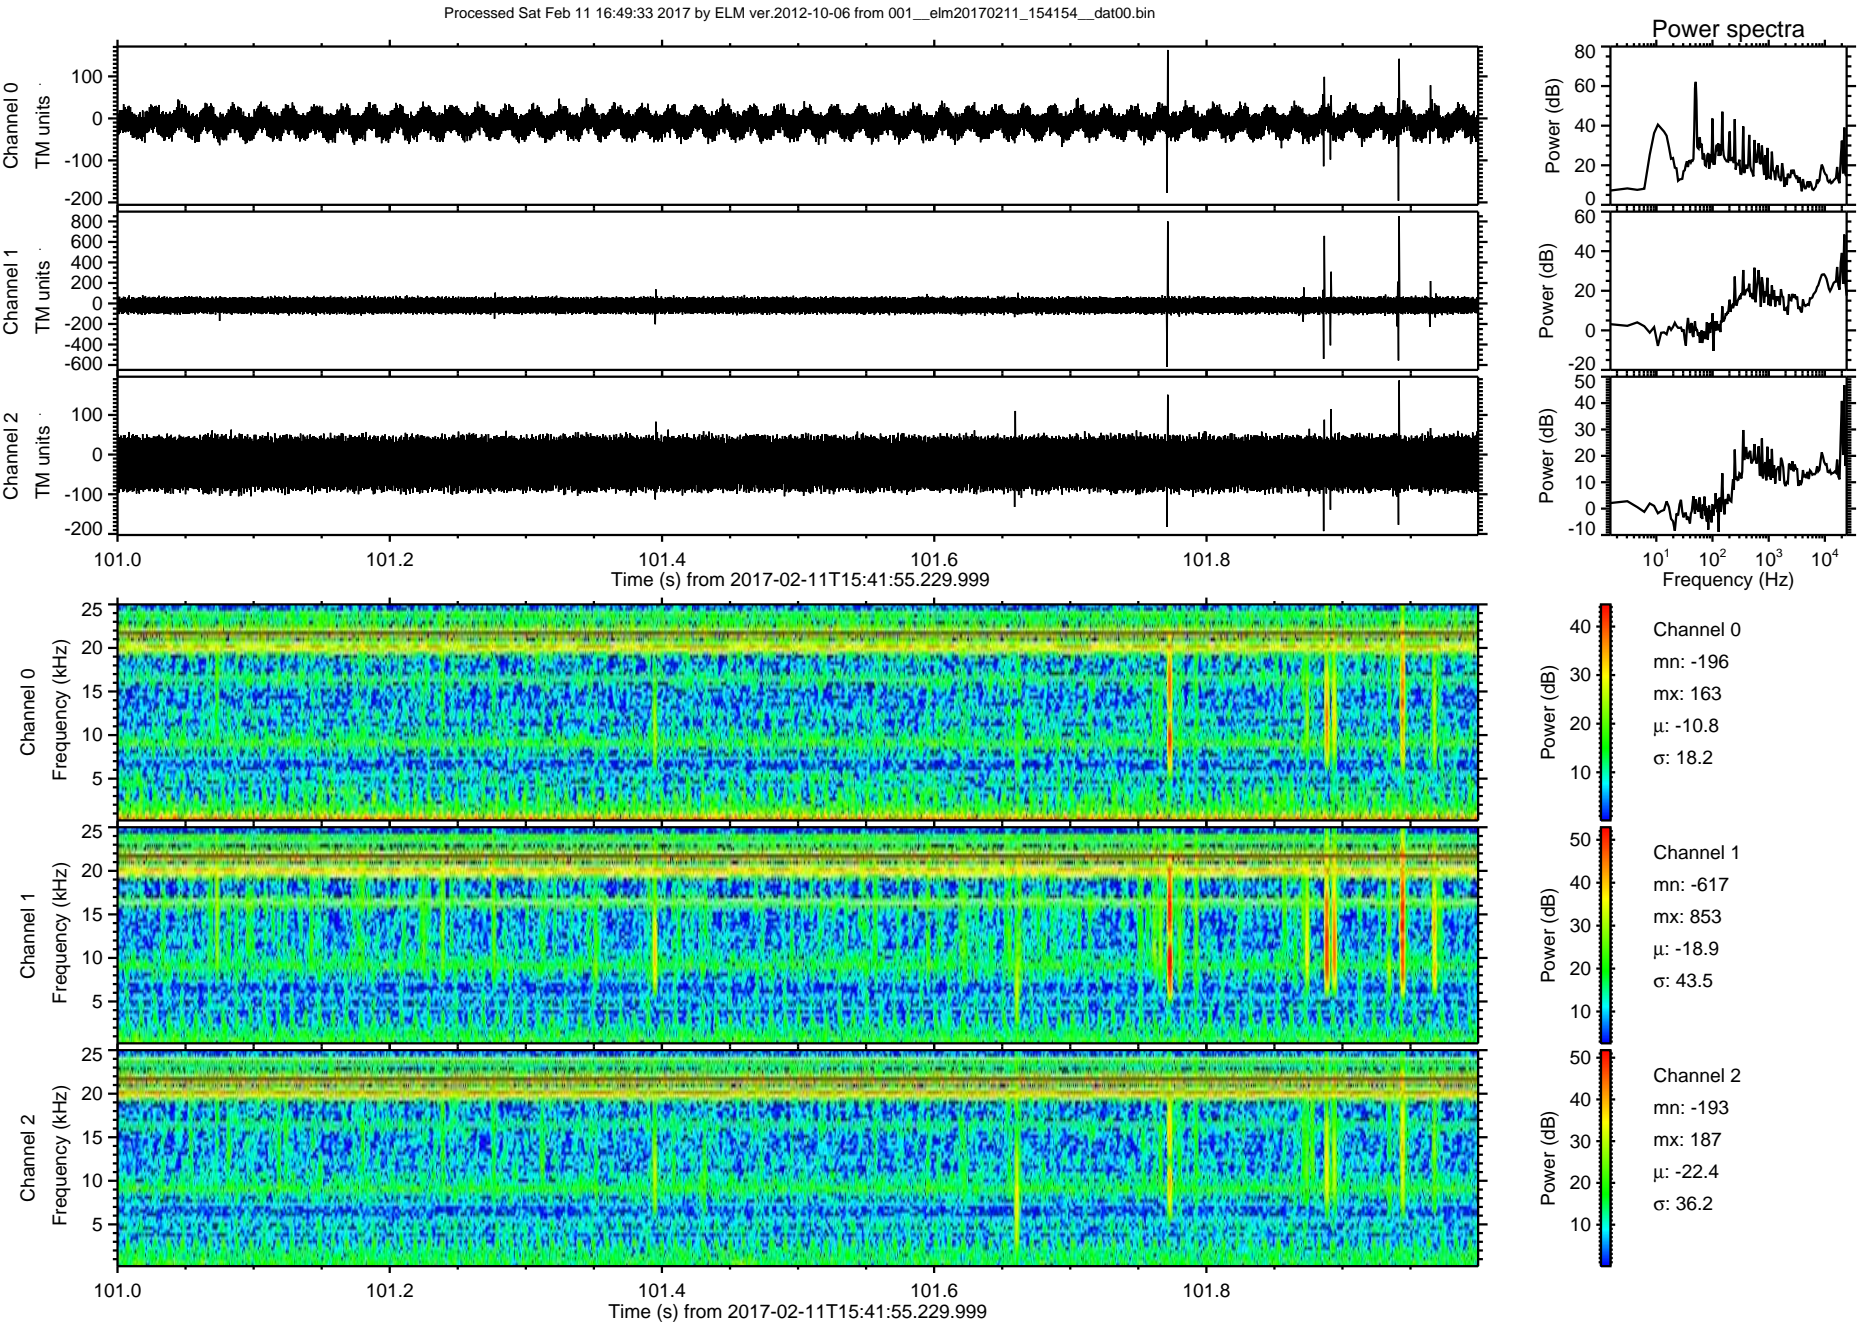 Processed Sat Feb 11 16:49:33 2017 by ELM ver.2012-10-06 from 001__elm20170211_154154__dat00.bin
Power spectra
Channel 0
TM units
100
0
-100
-200
Power (dB)
80
60
40
20
0
Channel 1
TM units
800
600
400
200
0
-200
-400
-600
Power (dB)
60
40
20
0
-20
Channel 2
TM units
100
0
-100
-200
Power (dB)
50
40
30
20
10
0
-10
101.0 101.2 101.4 101.6 101.8
Time (s) from 2017-02-11T15:41:55.229.999
10¹ 10² 10³ 10⁴
Frequency (Hz)
Channel 0
Frequency (kHz)
25
20
15
10
5
Power (dB)
40
30
20
10
Channel 0
mn: -196
mx: 163
µ: -10.8
σ: 18.2
Channel 1
Frequency (kHz)
25
20
15
10
5
Power (dB)
50
40
30
20
10
Channel 1
mn: -617
mx: 853
µ: -18.9
σ: 43.5
Channel 2
Frequency (kHz)
25
20
15
10
5
Power (dB)
50
40
30
20
10
Channel 2
mn: -193
mx: 187
µ: -22.4
σ: 36.2
101.0 101.2 101.4 101.6 101.8
Time (s) from 2017-02-11T15:41:55.229.999